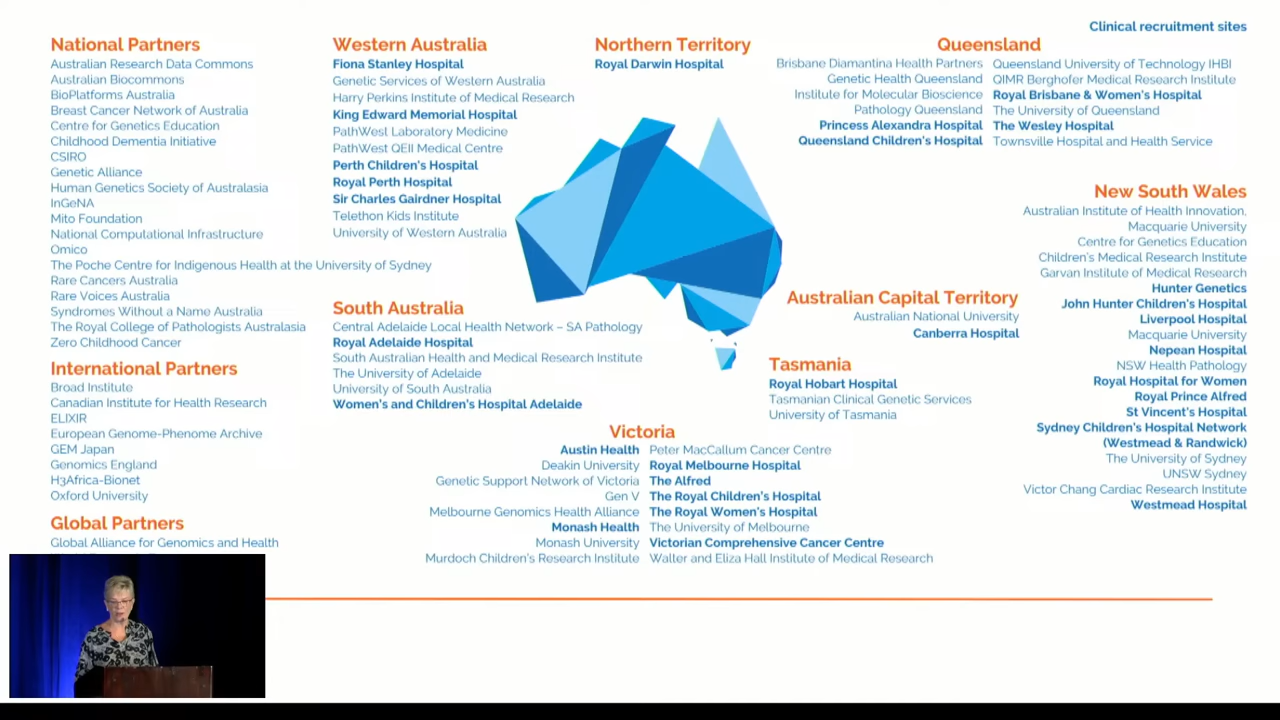 Clinical recruitment sites
National Partners
Australian Research Data Commons
Australian Biocommons
BioPlatforms Australia
Breast Cancer Network of Australia
Centre for Genetics Education
Childhood Dementia Initiative
CSIRO
Genetic Alliance
Human Genetics Society of Australasia
InGeNA
Mito Foundation
National Computational Infrastructure
Omico
The Poche Centre for Indigenous Health at the University of Sydney
Rare Cancers Australia
Rare Voices Australia
Syndromes Without a Name Australia
The Royal College of Pathologists Australasia
Zero Childhood Cancer
International Partners
Broad Institute
Canadian Institute for Health Research
ELIXIR
European Genome-Phenome Archive
GEM Japan
Genomics England
H3Africa-Bionet
Oxford University
Global Partners
Global Alliance for Genomics and Health
Western Australia
Fiona Stanley Hospital
Genetic Services of Western Australia
Harry Perkins Institute of Medical Research
King Edward Memorial Hospital
PathWest Laboratory Medicine
PathWest QEII Medical Centre
Perth Children's Hospital
Royal Perth Hospital
Sir Charles Gairdner Hospital
Telethon Kids Institute
University of Western Australia
South Australia
Central Adelaide Local Health Network – SA Pathology
Royal Adelaide Hospital
South Australian Health and Medical Research Institute
The University of Adelaide
University of South Australia
Women's and Children's Hospital Adelaide
Northern Territory
Royal Darwin Hospital
Queensland
Brisbane Diamantina Health Partners
Genetic Health Queensland
Institute for Molecular Bioscience
Pathology Queensland
Princess Alexandra Hospital
Queensland Children's Hospital
Queensland University of Technology IHBI
QIMR Berghofer Medical Research Institute
Royal Brisbane & Women's Hospital
The University of Queensland
The Wesley Hospital
Townsville Hospital and Health Service
New South Wales
Australian Institute of Health Innovation,
Macquarie University
Centre for Genetics Education
Children's Medical Research Institute
Garvan Institute of Medical Research
Hunter Genetics
John Hunter Children's Hospital
Liverpool Hospital
Macquarie University
Nepean Hospital
NSW Health Pathology
Royal Hospital for Women
Royal Prince Alfred
St Vincent's Hospital
Sydney Children's Hospital Network
(Westmead & Randwick)
The University of Sydney
UNSW Sydney
Victor Chang Cardiac Research Institute
Westmead Hospital
Australian Capital Territory
Australian National University
Canberra Hospital
Tasmania
Royal Hobart Hospital
Tasmanian Clinical Genetic Services
University of Tasmania
Victoria
Austin Health
Deakin University
Genetic Support Network of Victoria
Gen V
Melbourne Genomics Health Alliance
Monash Health
Monash University
Murdoch Children's Research Institute
Peter MacCallum Cancer Centre
Royal Melbourne Hospital
The Alfred
The Royal Children's Hospital
The Royal Women's Hospital
The University of Melbourne
Victorian Comprehensive Cancer Centre
Walter and Eliza Hall Institute of Medical Research